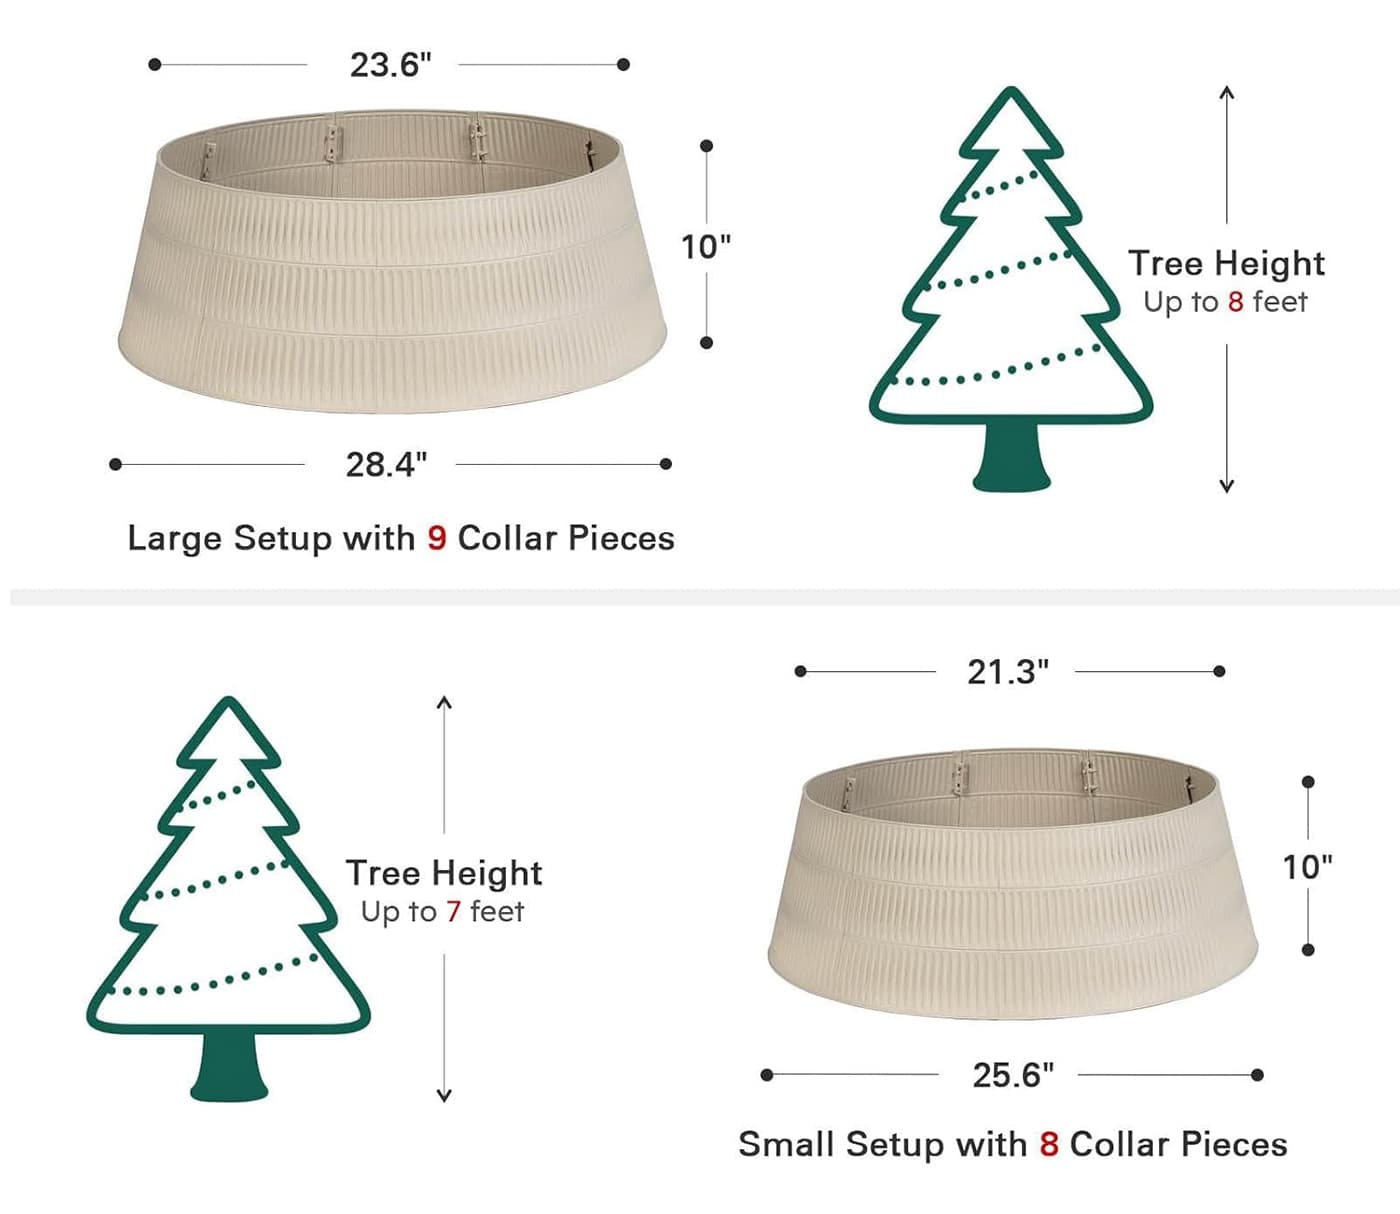 23.6"
10"
28.4"
Large Setup with 9 Collar Pieces
Tree Height
Up to 8 feet
Tree Height
Up to 7 feet
21.3"
10"
25.6"
Small Setup with 8 Collar Pieces